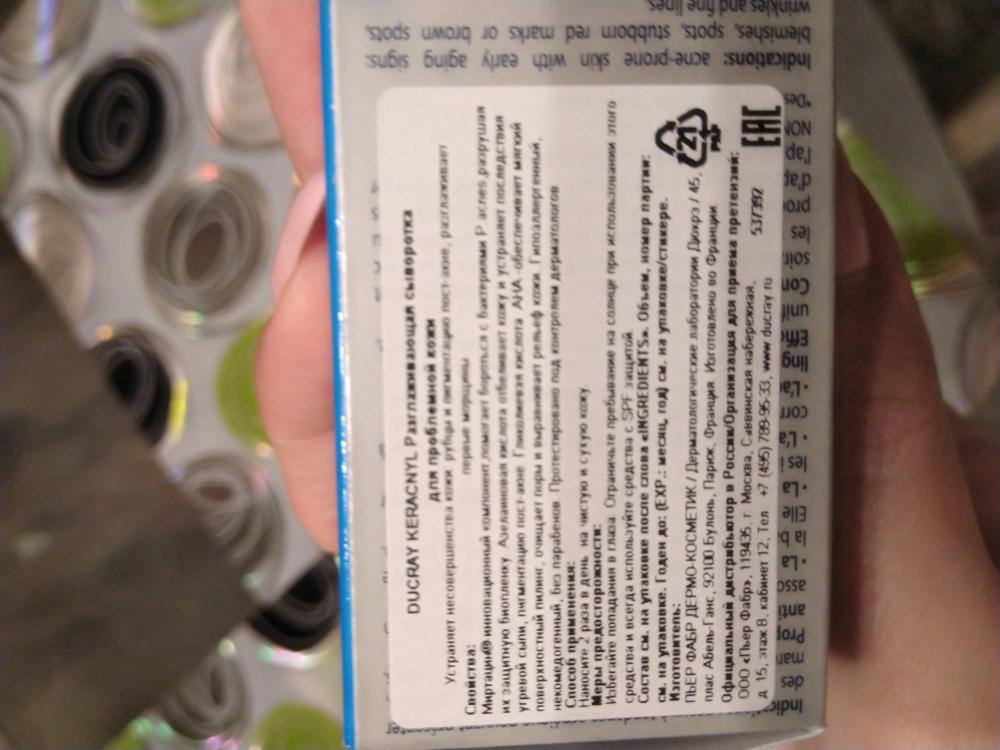 DUCRAY KERACNYL Разглаживающая сыворотка
для проблемной кожи
Устраняет несовершенства кожи, рубцы и пигментацию пост-акне, разглаживает
первые морщины
Свойства:
Миртацин® инновационный компонент, помогает бороться с бактериями P. acnes, разрушая
их защитную биопленку. Азелаиновая кислота отбеливает кожу и устраняет последствия
угревой сыпи, пигментацию пост-акне. Гликолиевая кислота AHA -обеспечивает мягкий
поверхностный пилинг, очищает поры и выравнивает рельеф кожи. Гипоаллергенный,
некомедогенный, без парабенов. Протестировано под контролем дерматологов
Способ применения:
Наносите 2 раза в день на чистую и сухую кожу
Меры предосторожности:
Избегайте попадания в глаза. Ограничьте пребывание на солнце при использовании этого
средства и всегда используйте средства с SPF защитой
Состав см. на упаковке после слова «INGREDIENTS». Объем, номер партии:
см. на упаковке. Годен до: (EXP.: месяц, год) см. на упаковке/стикере.
Изготовитель:
ПЬЕР ФАБР ДЕРМО-КОСМЕТИК / Дерматологические лаборатории Дюкрэ / 45,
плас Абель-Ганс, 92100 Булонь, Париж, Франция. Изготовлено во Франции.
Официальный дистрибьютор в России/Организация для приема претензий:
ООО «Пьер Фабр», 119435, г. Москва, Саввинская набережная,
д. 15, этаж 8, кабинет 12, Тел. +7 (495) 789-95-33, www.ducray.ru
537392
21
PAP
EAC
Indications: acne-prone skin with early aging signs:
blemishes, spots, stubborn red marks or brown spots,
wrinkles and fine lines.